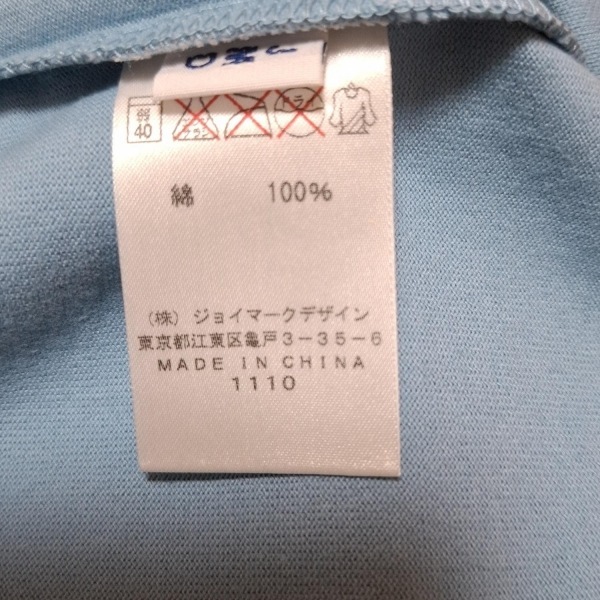 弱
40
綿 100%
(株) ジョイマークデザイン
東京都江東区亀戸3-35-6
MADE IN CHINA
1110